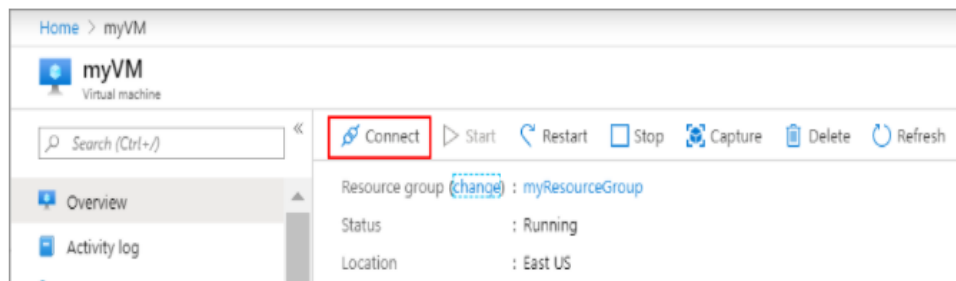 Home > myVM
myVM
Virtual machine
Search (Ctrl+/)
«
Connect Start Restart Stop Capture Delete Refresh
Overview
Activity log
Resource group (change) : myResourceGroup
Status : Running
Location : East US